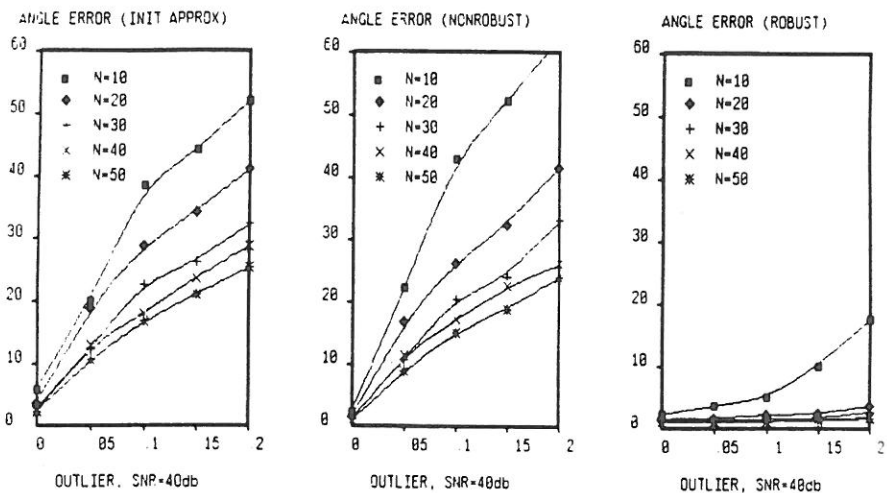 ANGLE ERROR (INIT APPROX)
60
50
40
30
20
10
0
N=10
N=20
N=30
N=40
N=50
0 .05 .1 .15 .2
OUTLIER, SNR=40db
ANGLE ERROR (NONROBUST)
60
50
40
30
20
10
0
N=10
N=20
N=30
N=40
N=50
0 .05 .1 .15 .2
OUTLIER, SNR=40db
ANGLE ERROR (ROBUST)
60
50
40
30
20
10
0
N=10
N=20
N=30
N=40
N=50
0 .05 .1 .15 .2
OUTLIER, SNR=40db